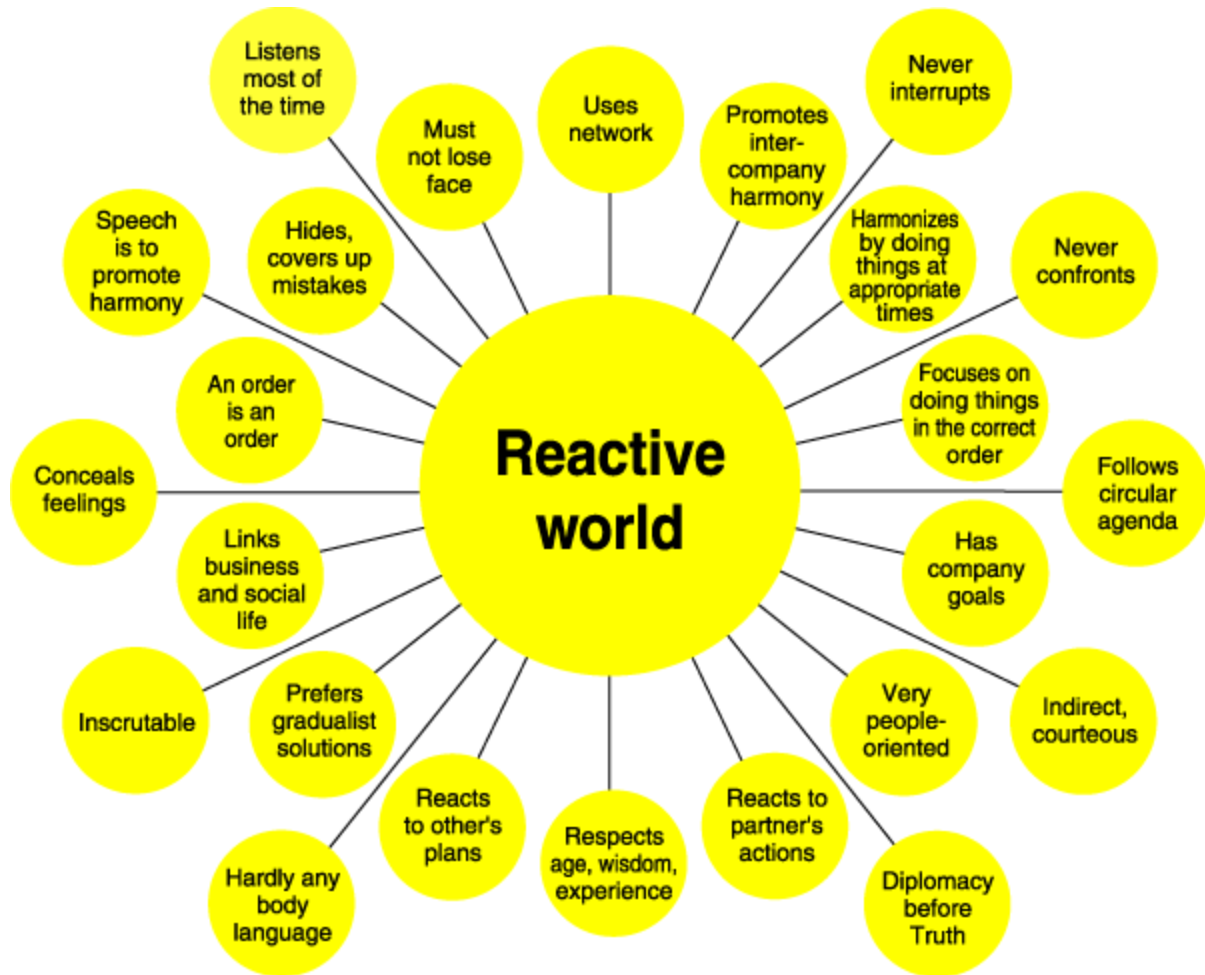 Listens
most of
the time
Must
not lose
face
Uses
network
Promotes
inter-
company
harmony
Never
interrupts
Speech
is to
promote
harmony
Hides,
covers up
mistakes
Harmonizes
by doing
things at
appropriate
times
Never
confronts
An order
is an
order
Focuses on
doing things
in the correct
order
Conceals
feelings
Reactive
world
Follows
circular
agenda
Links
business
and social
life
Has
company
goals
Inscrutable
Prefers
gradualist
solutions
Very
people-
oriented
Indirect,
courteous
Hardly any
body
language
Reacts
to other's
plans
Respects
age, wisdom,
experience
Reacts to
partner's
actions
Diplomacy
before
Truth